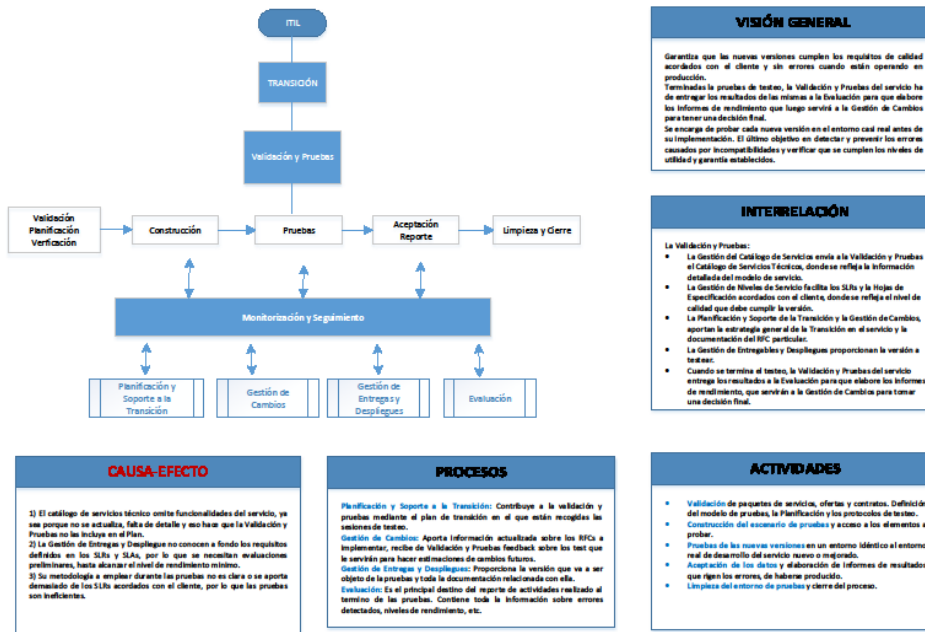 ITIL
TRANSICIÓN
Validación y Pruebas
Validación
Planificación
Verificación
Construcción
Pruebas
Aceptación
Reporte
Limpieza y Cierre
Monitorización y Seguimiento
Planificación y
Soporte a la
Transición
Gestión de
Cambios
Gestión de
Entregas y
Despliegues
Evaluación
VISIÓN GENERAL
Garantiza que las nuevas versiones cumplen los requisitos de calidad
acordados con el cliente y sin errores cuando están operando en
producción.
Terminadas la pruebas de testeo, la Validación y Pruebas del servicio ha
de entregar los resultados de las mismas a la Evaluación para que elabore
los informes de rendimiento que luego servirá a la Gestión de Cambios
para tener una decisión final.
Se encarga de probar cada nueva versión en el entorno casi real antes de
su implementación. El último objetivo en detectar y prevenir los errores
causados por incompatibilidades y verificar que se cumplen los niveles de
utilidad y garantía establecidos.
INTERRELACIÓN
La Validación y Pruebas:
• La Gestión del Catálogo de Servicios envía a la Validación y Pruebas
el Catálogo de Servicios Técnicos, donde se refleja la información
detallada del modelo de servicio.
• La Gestión de Niveles de Servicio facilita los SLRs y la Hojas de
Especificación acordados con el cliente, donde se refleja el nivel de
calidad que debe cumplir la versión.
• La Planificación y Soporte de la Transición y la Gestión de Cambios,
aportan la estrategia general de la Transición en el servicio y la
documentación del RFC particular.
• La Gestión de Entregables y Despliegues proporcionan la versión a
testear.
• Cuando se termina el testeo, la Validación y Pruebas del servicio
entrega los resultados a la Evaluación para que elabore los informes
de rendimiento, que servirán a la Gestión de Cambios para tomar
una decisión final.
CAUSA-EFECTO
1) El catálogo de servicios técnico omite funcionalidades del servicio, ya
sea porque no se actualiza, falta de detalle y eso hace que la Validación y
Pruebas no las incluya en el Plan.
2) La Gestión de Entregas y Despliegue no conocen a fondo los requisitos
definidos en los SLRs y SLAs, por lo que se necesitan evaluaciones
preliminares, hasta alcanzar el nivel de rendimiento mínimo.
3) Su metodología a emplear durante las pruebas no es clara o se aporta
demasiado de los SLRs acordados con el cliente, por lo que las pruebas
son ineficientes.
PROCESOS
Planificación y Soporte a la Transición: Contribuye a la validación y
pruebas mediante el plan de transición en el que están recogidas las
sesiones de testeo.
Gestión de Cambios: Aporta información actualizada sobre los RFCs a
implementar, recibe de Validación y Pruebas feedback sobre los test que
le servirán para hacer estimaciones de cambios futuros.
Gestión de Entregas y Despliegues: Proporciona la versión que va a ser
objeto de la pruebas y toda la documentación relacionada con ella.
Evaluación: Es el principal destino del reporte de actividades realizado al
termino de las pruebas. Contiene toda la información sobre errores
detectados, niveles de rendimiento, etc.
ACTIVIDADES
• Validación de paquetes de servicios, ofertas y contratos. Definición
del modelo de pruebas, la Planificación y los protocolos de testeo.
• Construcción del escenario de pruebas y acceso a los elementos a
probar.
• Pruebas de las nuevas versiones en un entorno idéntico al entorno
real de desarrollo del servicio nuevo o mejorado.
• Aceptación de los datos y elaboración de informes de resultados
que rigen los errores, de haberse producido.
• Limpieza del entorno de pruebas y cierre del proceso.